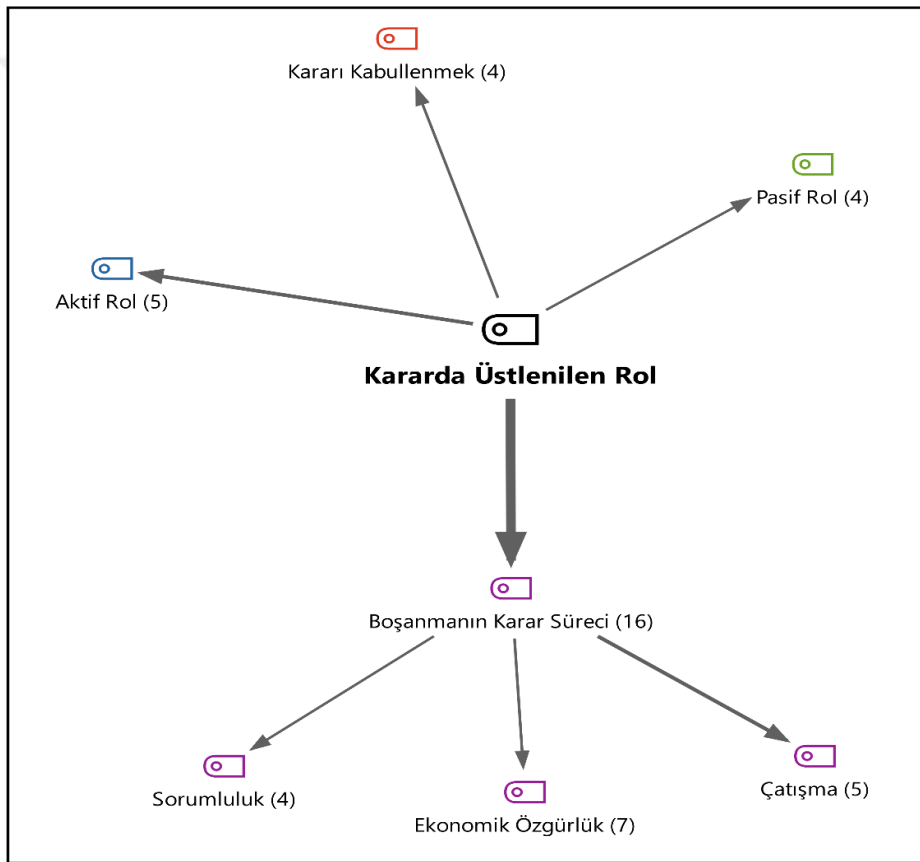 Kararı Kabullenmek (4)
Pasif Rol (4)
Aktif Rol (5)
Kararda Üstlenilen Rol
Boşanmanın Karar Süreci (16)
Sorumluluk (4)
Ekonomik Özgürlük (7)
Çatışma (5)